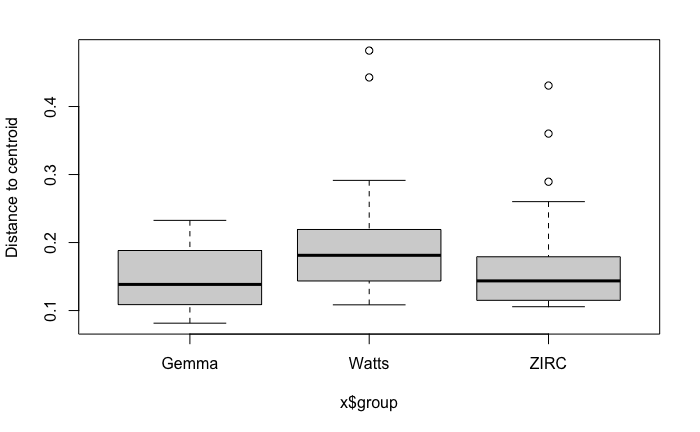 Distance to centroid
0.4
0.3
0.2
0.1
Gemma Watts ZIRC
x$group